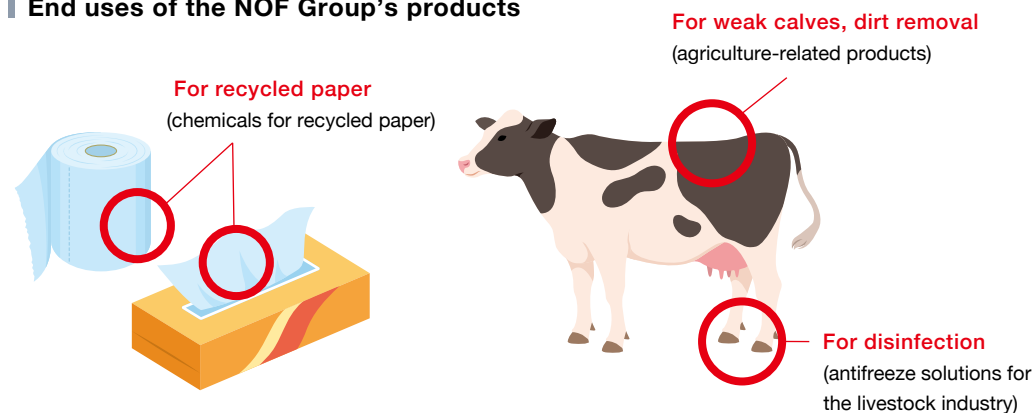 End uses of the NOF Group's products
For weak calves, dirt removal
(agriculture-related products)
For recycled paper
(chemicals for recycled paper)
For disinfection
(antifreeze solutions for
the livestock industry)